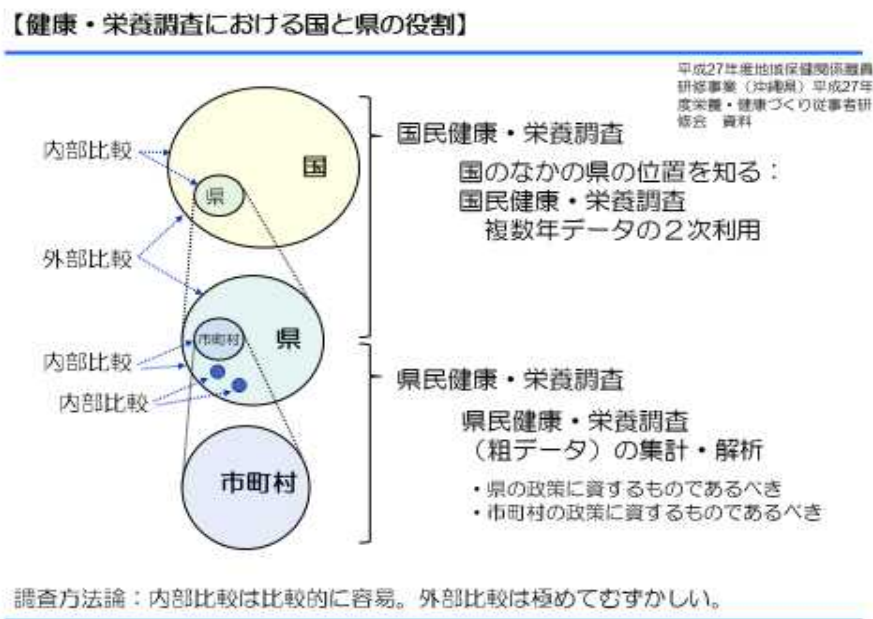 【健康・栄養調査における国と県の役割】
平成27年度地域保健関係職員
研修事業（沖縄県）平成27年
度栄養・健康づくり従事者研
修会　資料
国民健康・栄養調査
国のなかの県の位置を知る：
国民健康・栄養調査
複数年データの２次利用
内部比較
国
県
外部比較
市町村
県
内部比較
内部比較
県民健康・栄養調査
県民健康・栄養調査
（粗データ）の集計・解析
市町村
・県の政策に資するものであるべき
・市町村の政策に資するものであるべき
調査方法論：内部比較は比較的に容易。外部比較は極めてむずかしい。